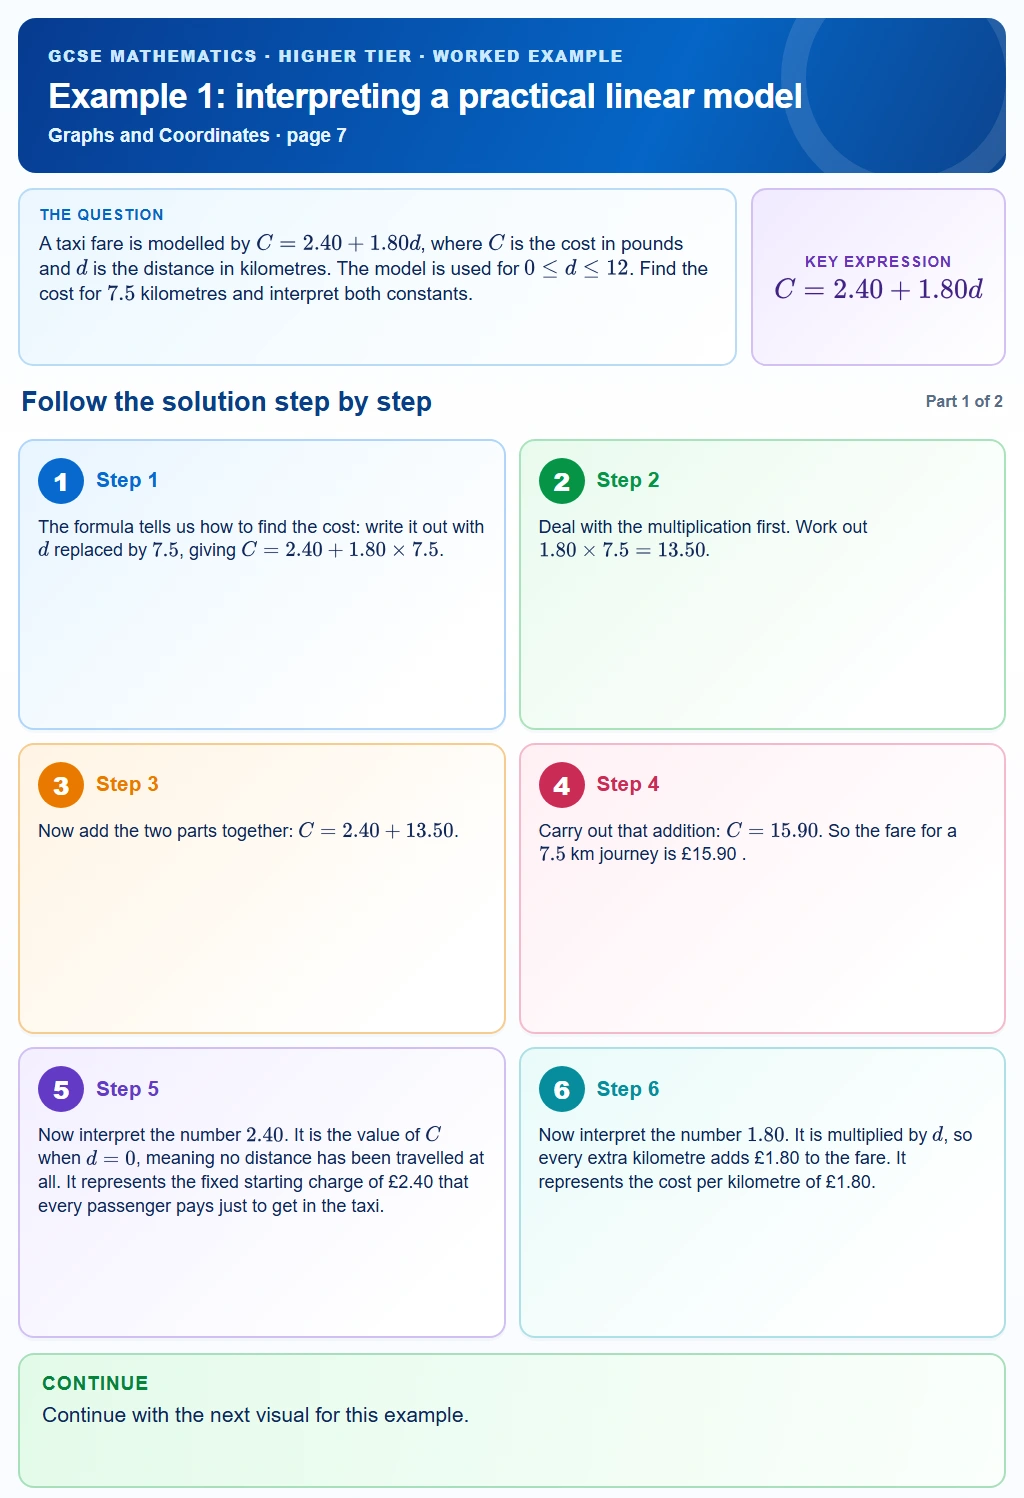 GCSE MATHEMATICS · HIGHER TIER · WORKED EXAMPLE
Example 1: interpreting a practical linear model
Graphs and Coordinates · page 7
THE QUESTION
A taxi fare is modelled by C = 2.40 + 1.80d, where C is the cost in pounds
and d is the distance in kilometres. The model is used for 0 ≤ d ≤ 12. Find the
cost for 7.5 kilometres and interpret both constants.
KEY EXPRESSION
C = 2.40 + 1.80d
Follow the solution step by step
Part 1 of 2
1
Step 1
The formula tells us how to find the cost: write it out with
d replaced by 7.5, giving C = 2.40 + 1.80 × 7.5.
2
Step 2
Deal with the multiplication first. Work out
1.80 × 7.5 = 13.50.
3
Step 3
Now add the two parts together: C = 2.40 + 13.50.
4
Step 4
Carry out that addition: C = 15.90. So the fare for a
7.5 km journey is £15.90 .
5
Step 5
Now interpret the number 2.40. It is the value of C
when d = 0, meaning no distance has been travelled at
all. It represents the fixed starting charge of £2.40 that
every passenger pays just to get in the taxi.
6
Step 6
Now interpret the number 1.80. It is multiplied by d, so
every extra kilometre adds £1.80 to the fare. It
represents the cost per kilometre of £1.80.
CONTINUE
Continue with the next visual for this example.